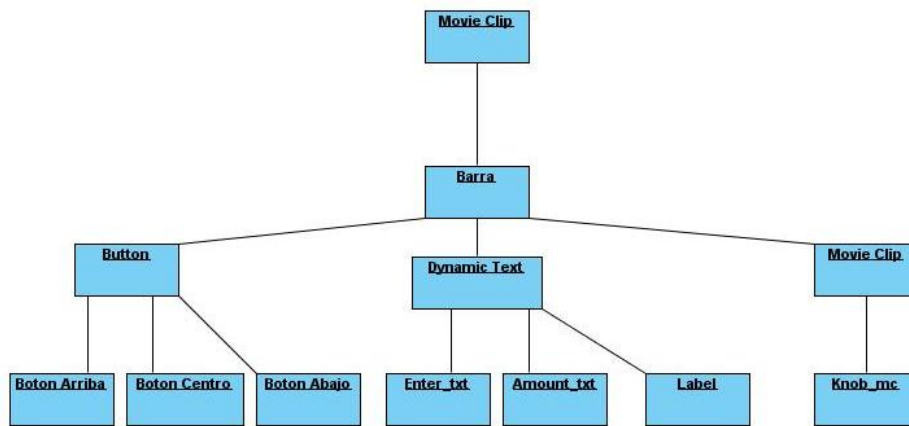 Movie Clip
Barra
Button
Dynamic Text
Movie Clip
Boton Arriba
Boton Centro
Boton Abajo
Enter_txt
Amount_txt
Label
Knob_mc